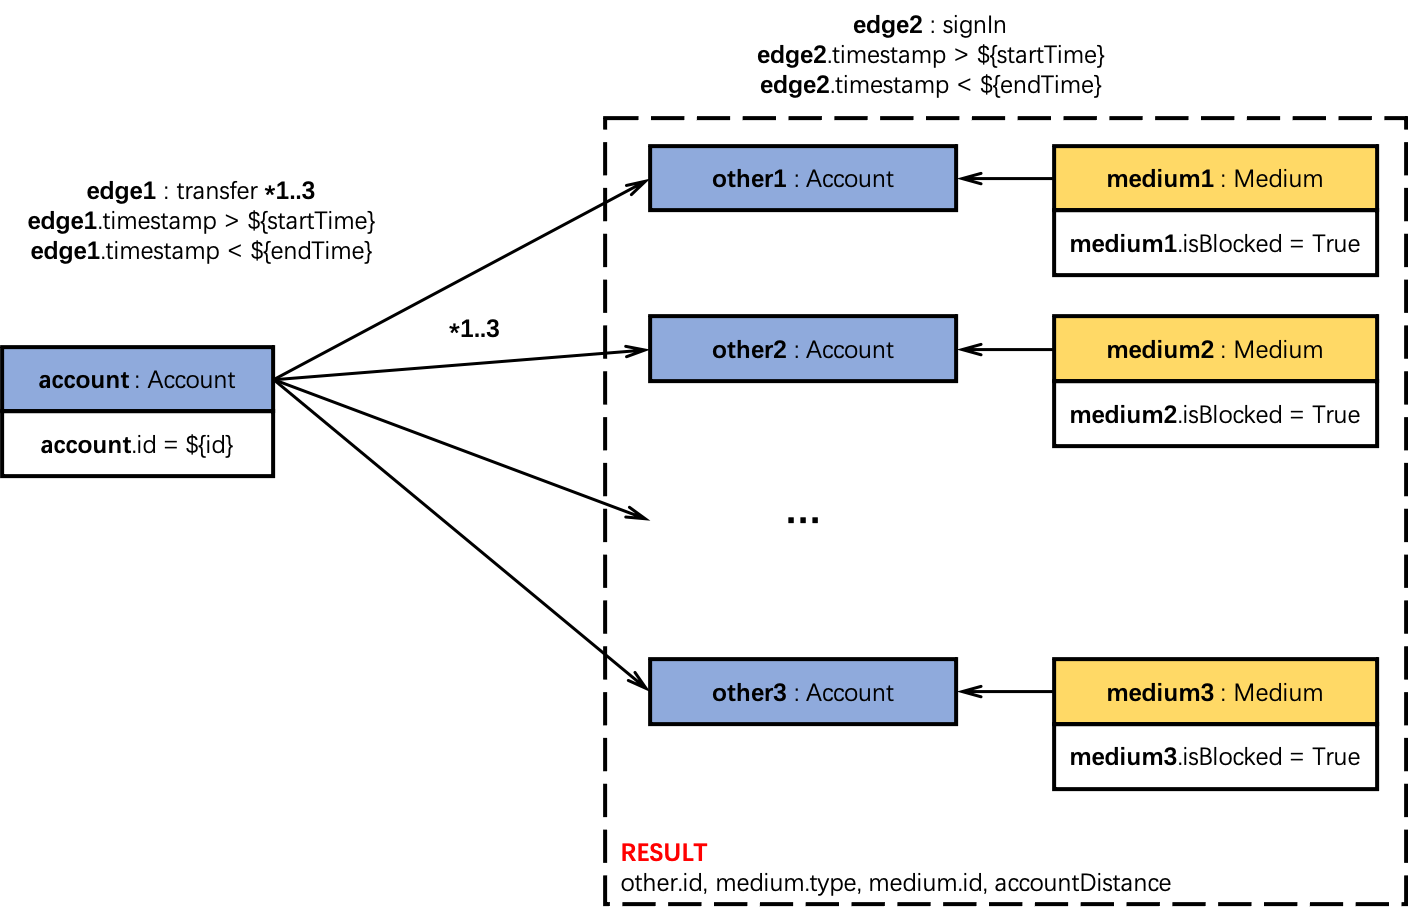 edge2 : signIn
edge2.timestamp > ${startTime}
edge2.timestamp < ${endTime}
edge1 : transfer *1..3
edge1.timestamp > ${startTime}
edge1.timestamp < ${endTime}
*1..3
account : Account
account.id = ${id}
other1 : Account
medium1 : Medium
medium1.isBlocked = True
other2 : Account
medium2 : Medium
medium2.isBlocked = True
...
other3 : Account
medium3 : Medium
medium3.isBlocked = True
RESULT
other.id, medium.type, medium.id, accountDistance